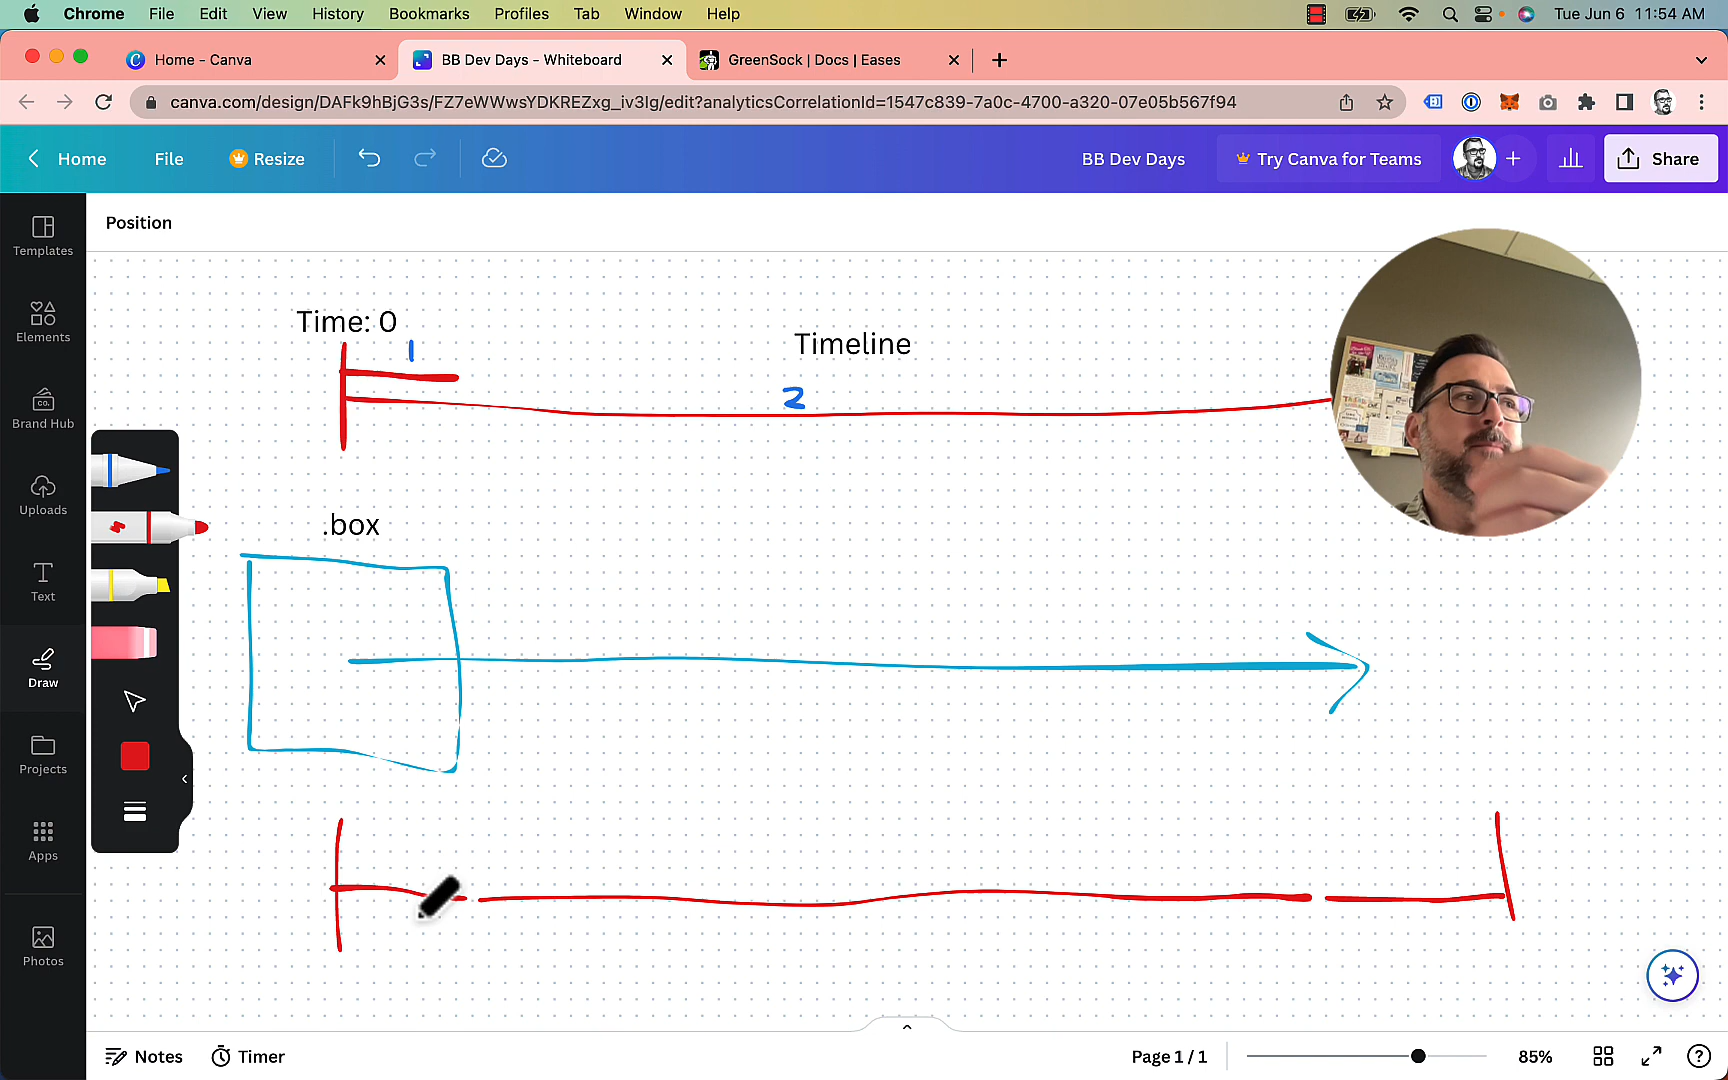 Chrome File Edit View History Bookmarks Profiles Tab Window Help Tue Jun 6 11:54 AM
Home - Canva BB Dev Days - Whiteboard GreenSock | Docs | Eases
canva.com/design/DAFk9hBjG3s/FZ7eWWwsYDKREZxg_iv3Ig/edit?analyticsCorrelationId=1547c839-7a0c-4700-a320-07e05b567f94
Home File Resize BB Dev Days Try Canva for Teams Share
Position
Templates
Elements
Brand Hub
Uploads
Text
Draw
Projects
Apps
Photos
Time: 0
1
Timeline
2
.box
Notes Timer Page 1 / 1 85%